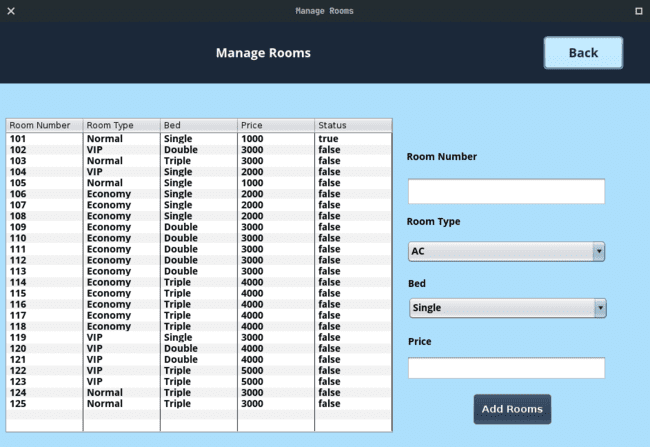 Manage Rooms
Manage Rooms
Back
Room Number Room Type Bed Price Status
101 Normal Single 1000 true
102 VIP Double 3000 false
103 Normal Triple 3000 false
104 VIP Single 2000 false
105 Normal Single 1000 false
106 Economy Single 2000 false
107 Economy Single 2000 false
108 Economy Single 2000 false
109 Economy Double 3000 false
110 Economy Double 3000 false
111 Economy Double 3000 false
112 Economy Double 3000 false
113 Economy Double 3000 false
114 Economy Triple 4000 false
115 Economy Triple 4000 false
116 Economy Triple 4000 false
117 Economy Triple 4000 false
118 Economy Triple 4000 false
119 VIP Single 3000 false
120 VIP Double 4000 false
121 VIP Double 4000 false
122 VIP Triple 5000 false
123 VIP Triple 5000 false
124 Normal Triple 3000 false
125 Normal Triple 3000 false
Room Number
Room Type
AC
Bed
Single
Price
Add Rooms